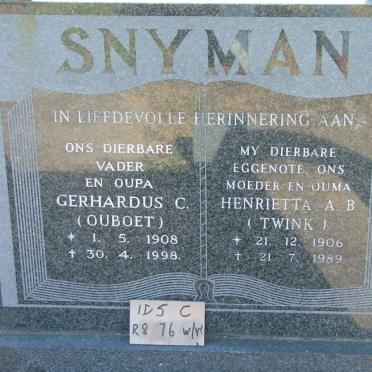 SNYMAN
IN LIEFDEVOLLE HERINNERING AAN
ONS DIERBARE
VADER
EN OUPA
GERHARDUS C.
(OUBOET)
* 1. 5. 1908
† 30. 4. 1998.
MY DIERBARE
EGGENOTE, ONS
MOEDER EN OUMA
HENRIETTA A. B.
( TWINK )
* 21. 12. 1906
† 21. 7. 1989
1D5 C
R8 76 W/W